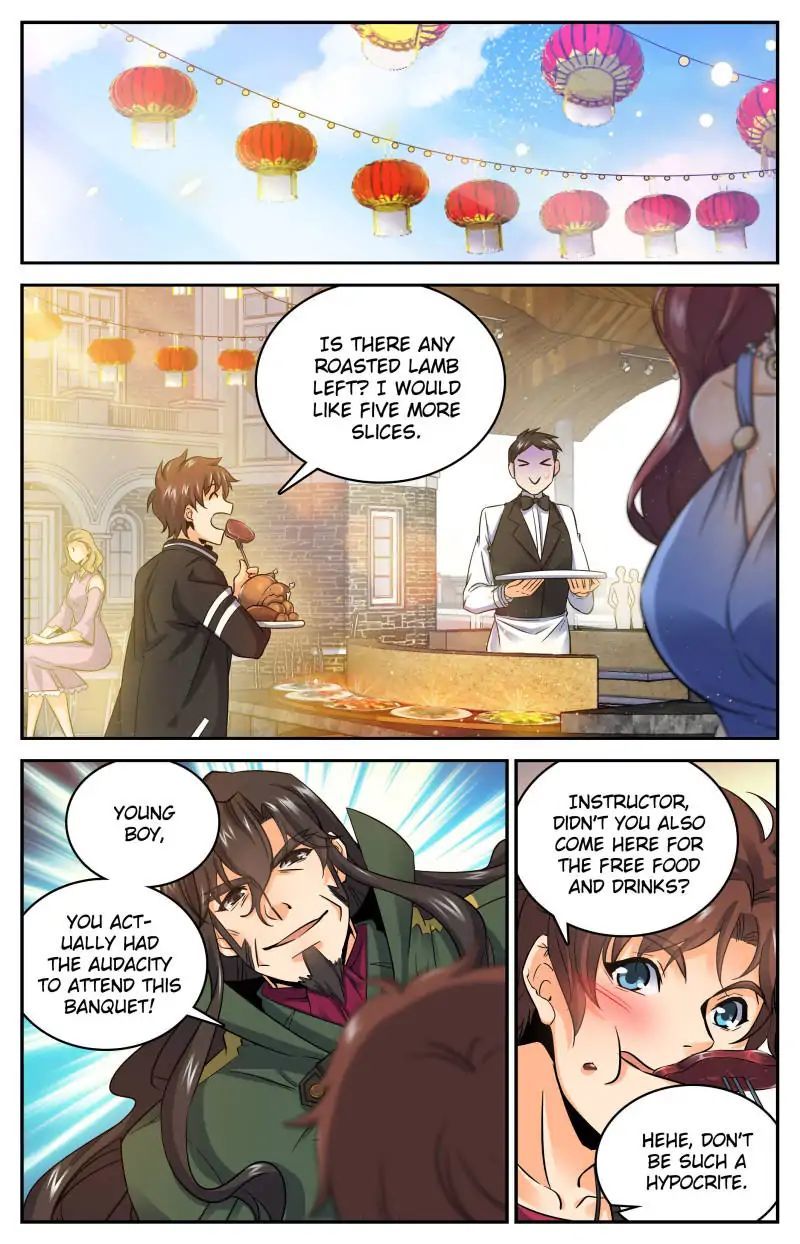 IS THERE ANY
ROASTED LAMB
LEFT? I WOULD
LIKE FIVE MORE
SLICES.
YOUNG
BOY,
YOU ACT-
UALLY HAD
THE AUDACITY
TO ATTEND THIS
BANQUET!
INSTRUCTOR,
DIDN'T YOU ALSO
COME HERE FOR
THE FREE FOOD
AND DRINKS?
HEHE, DON'T
BE SUCH A
HYPOCRITE.